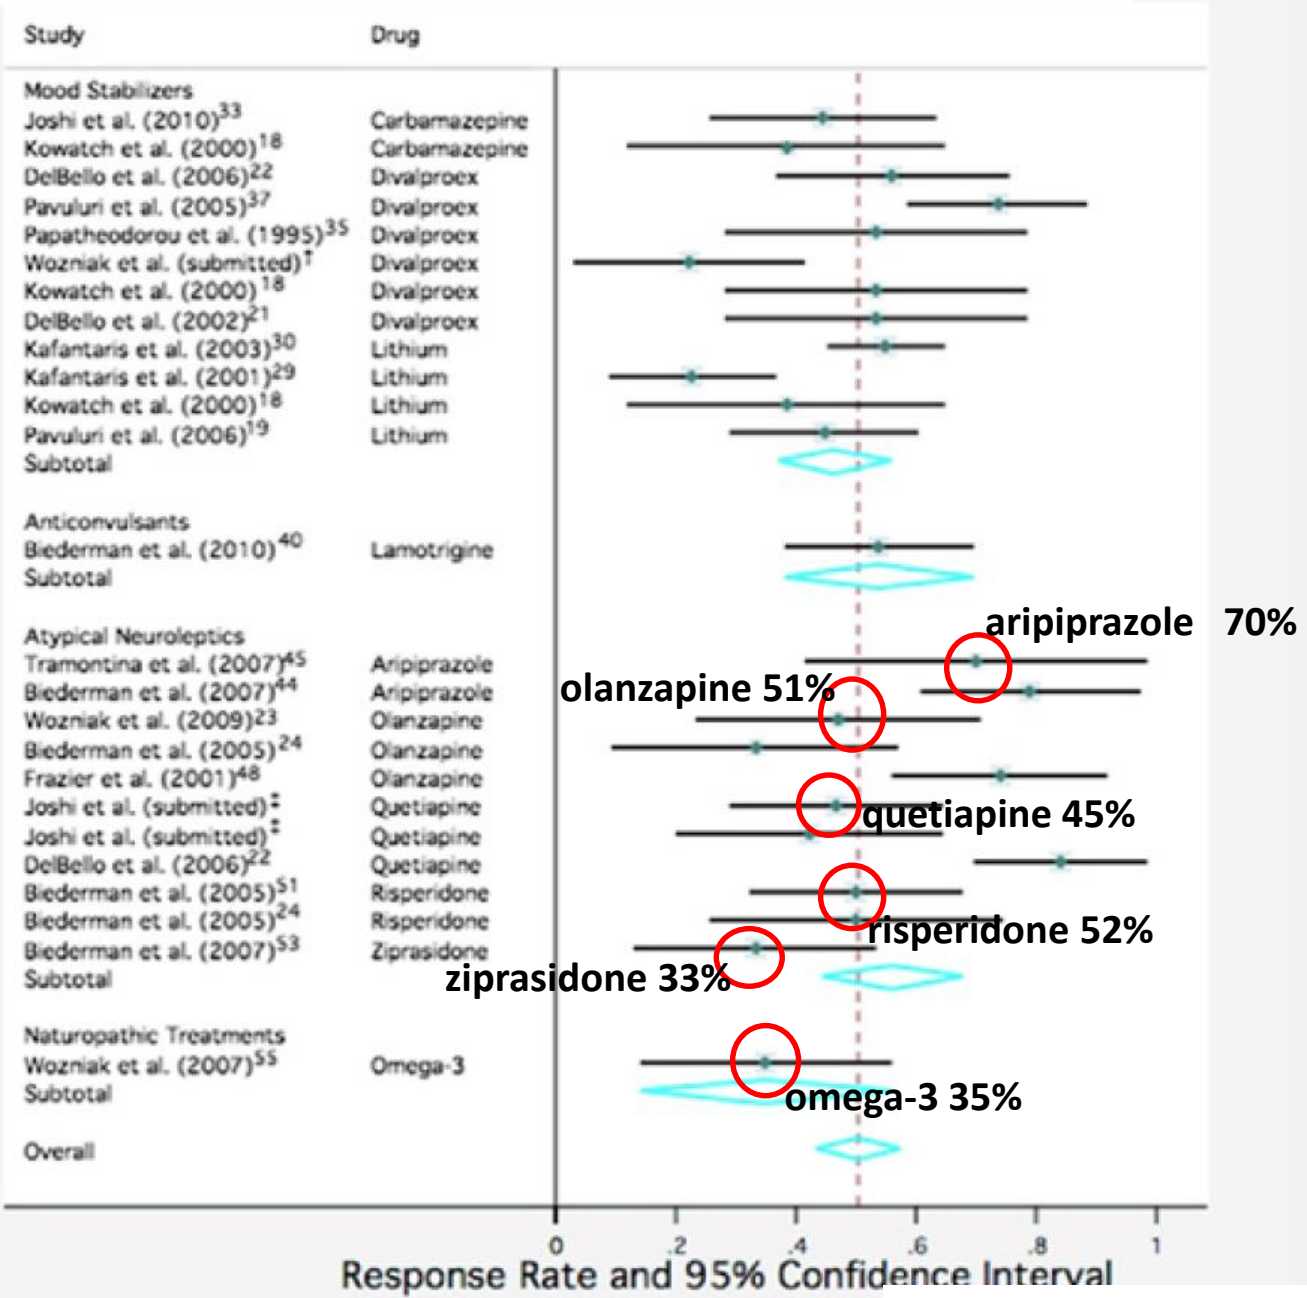 Study Drug
Mood Stabilizers
Joshi et al. (2010)33 Carbamazepine
Kowatch et al. (2000)18 Carbamazepine
DelBello et al. (2006)22 Divalproex
Pavuluri et al. (2005)37 Divalproex
Papatheodorou et al. (1995)35 Divalproex
Wozniak et al. (submitted)† Divalproex
Kowatch et al. (2000)18 Divalproex
DelBello et al. (2002)21 Divalproex
Kafantaris et al. (2003)30 Lithium
Kafantaris et al. (2001)29 Lithium
Kowatch et al. (2000)18 Lithium
Pavuluri et al. (2006)19 Lithium
Subtotal
Anticonvulsants
Biederman et al. (2010)40 Lamotrigine
Subtotal
aripiprazole 70%
Atypical Neuroleptics
Tramontina et al. (2007)45 Aripiprazole
Biederman et al. (2007)44 Aripiprazole
olanzapine 51%
Wozniak et al. (2009)23 Olanzapine
Biederman et al. (2005)24 Olanzapine
Frazier et al. (2001)48 Olanzapine
Joshi et al. (submitted)‡ Quetiapine
quetiapine 45%
Joshi et al. (submitted)‡ Quetiapine
DelBello et al. (2006)22 Quetiapine
Biederman et al. (2005)51 Risperidone
Biederman et al. (2005)24 Risperidone
risperidone 52%
Biederman et al. (2007)53 Ziprasidone
ziprasidone 33%
Subtotal
Naturopathic Treatments
Wozniak et al. (2007)55 Omega-3
Subtotal
omega-3 35%
Overall
0 .2 .4 .6 .8 1
Response Rate and 95% Confidence Interval